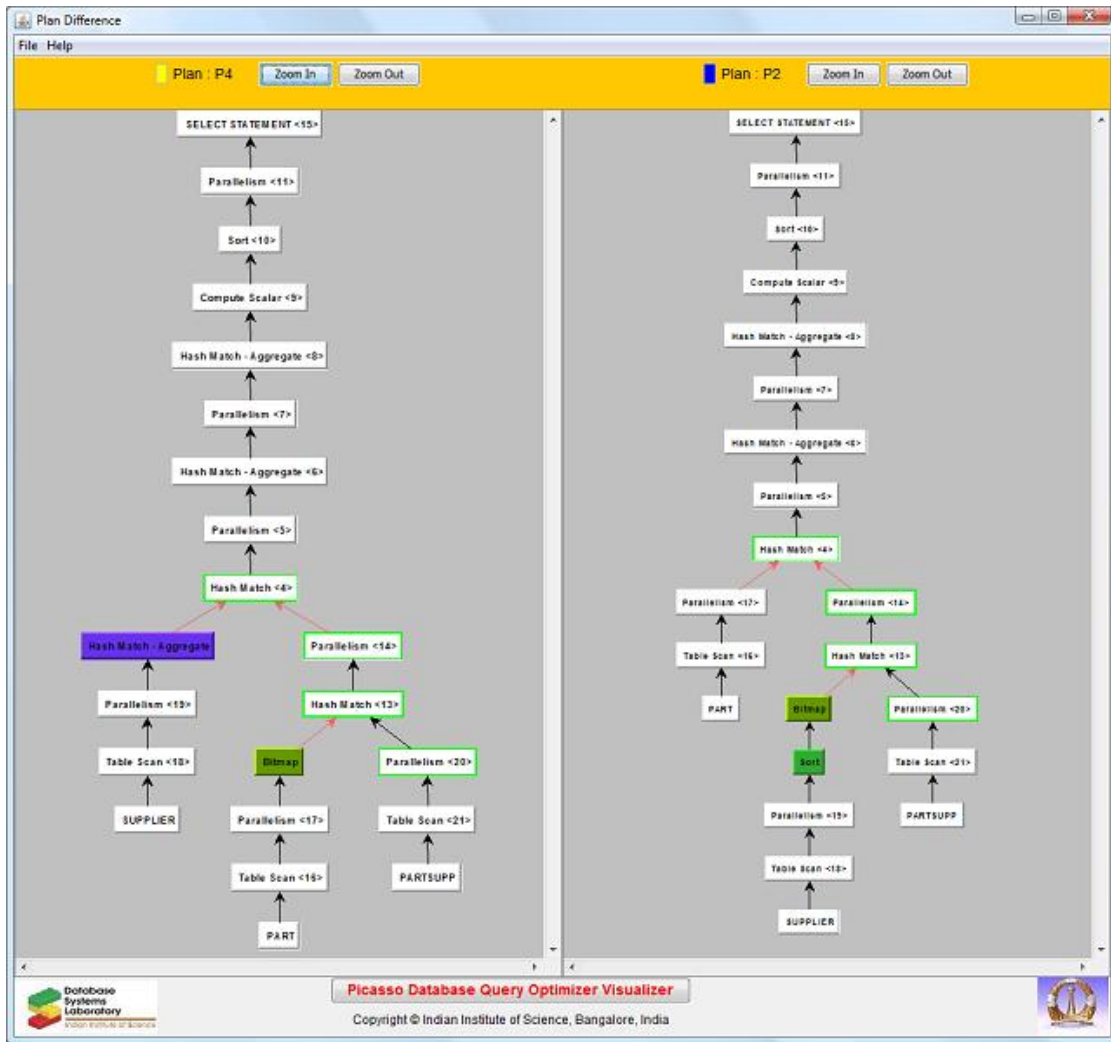 Plan Difference
File Help
Plan : P4 Zoom In Zoom Out
Plan : P2 Zoom In Zoom Out
SELECT STATEMENT <15>
Parallelism <11>
Sort <10>
Compute Scalar <9>
Hash Match - Aggregate <8>
Parallelism <7>
Hash Match - Aggregate <6>
Parallelism <5>
Hash Match <4>
Hash Match - Aggregate
Parallelism <14>
Parallelism <19>
Hash Match <13>
Table Scan <18>
Bitmap
Parallelism <20>
SUPPLIER
Parallelism <17>
Table Scan <21>
Table Scan <16>
PARTSUPP
PART
SELECT STATEMENT <15>
Parallelism <11>
Sort <10>
Compute Scalar <9>
Hash Match - Aggregate <8>
Parallelism <7>
Hash Match - Aggregate <6>
Parallelism <5>
Hash Match <4>
Parallelism <17>
Parallelism <14>
Table Scan <16>
Hash Match <13>
PART
Bitmap
Parallelism <20>
Sort
Table Scan <21>
Parallelism <19>
PARTSUPP
Table Scan <18>
SUPPLIER
Database
Systems
Laboratory
Indian Institute of Science
Picasso Database Query Optimizer Visualizer
Copyright © Indian Institute of Science, Bangalore, India